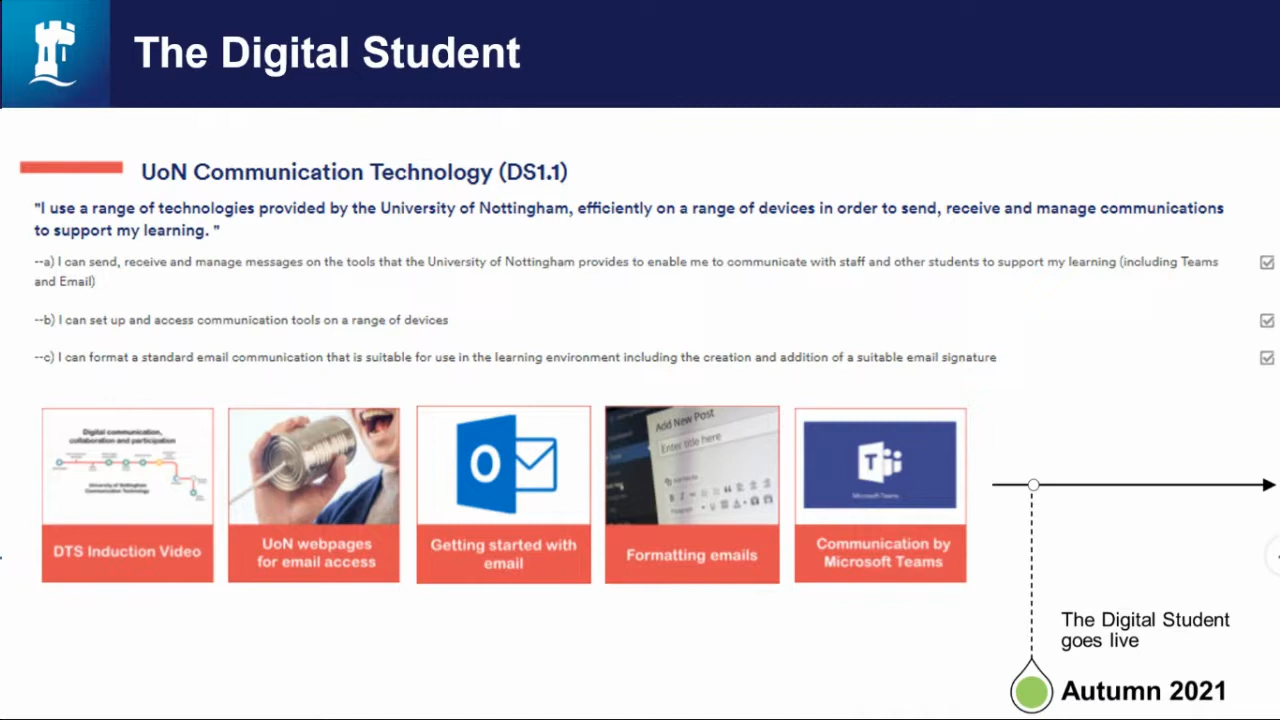 The Digital Student
UoN Communication Technology (DS1.1)
"I use a range of technologies provided by the University of Nottingham, efficiently on a range of devices in order to send, receive and manage communications
to support my learning. "
--a) I can send, receive and manage messages on the tools that the University of Nottingham provides to enable me to communicate with staff and other students to support my learning (including Teams
and Email)
--b) I can set up and access communication tools on a range of devices
--c) I can format a standard email communication that is suitable for use in the learning environment including the creation and addition of a suitable email signature
Digital communication,
collaboration and participation
University of Nottingham
Communication Technology
DTS Induction Video
UoN webpages
for email access
Getting started with
email
Add New Post
Enter title here
Paragraph
Formatting emails
Microsoft Teams
Communication by
Microsoft Teams
The Digital Student
goes live
Autumn 2021